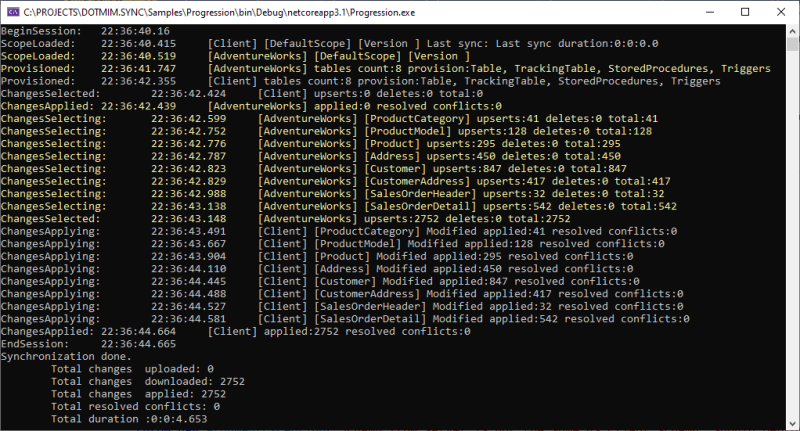 C:\PROJECTS\DOTMIM.SYNC\Samples\Progression\bin\Debug\netcoreapp3.1\Progression.exe
BeginSession: 22:36:40.16
ScopeLoaded: 22:36:40.415 [Client] [DefaultScope] [Version ] Last sync: Last sync duration:0:0:0.0
ScopeLoaded: 22:36:40.519 [AdventureWorks] [DefaultScope] [Version ]
Provisioned: 22:36:41.747 [AdventureWorks] tables count:8 provision:Table, TrackingTable, StoredProcedures, Triggers
Provisioned: 22:36:42.355 [Client] tables count:8 provision:Table, TrackingTable, StoredProcedures, Triggers
ChangesSelected: 22:36:42.424 [Client] upserts:0 deletes:0 total:0
ChangesApplied: 22:36:42.439 [AdventureWorks] applied:0 resolved conflicts:0
ChangesSelecting: 22:36:42.599 [AdventureWorks] [ProductCategory] upserts:41 deletes:0 total:41
ChangesSelecting: 22:36:42.752 [AdventureWorks] [ProductModel] upserts:128 deletes:0 total:128
ChangesSelecting: 22:36:42.776 [AdventureWorks] [Product] upserts:295 deletes:0 total:295
ChangesSelecting: 22:36:42.787 [AdventureWorks] [Address] upserts:450 deletes:0 total:450
ChangesSelecting: 22:36:42.823 [AdventureWorks] [Customer] upserts:847 deletes:0 total:847
ChangesSelecting: 22:36:42.829 [AdventureWorks] [CustomerAddress] upserts:417 deletes:0 total:417
ChangesSelecting: 22:36:42.988 [AdventureWorks] [SalesOrderHeader] upserts:32 deletes:0 total:32
ChangesSelecting: 22:36:43.138 [AdventureWorks] [SalesOrderDetail] upserts:542 deletes:0 total:542
ChangesSelected: 22:36:43.148 [AdventureWorks] upserts:2752 deletes:0 total:2752
ChangesApplying: 22:36:43.491 [Client] [ProductCategory] Modified applied:41 resolved conflicts:0
ChangesApplying: 22:36:43.667 [Client] [ProductModel] Modified applied:128 resolved conflicts:0
ChangesApplying: 22:36:43.904 [Client] [Product] Modified applied:295 resolved conflicts:0
ChangesApplying: 22:36:44.110 [Client] [Address] Modified applied:450 resolved conflicts:0
ChangesApplying: 22:36:44.445 [Client] [Customer] Modified applied:847 resolved conflicts:0
ChangesApplying: 22:36:44.488 [Client] [CustomerAddress] Modified applied:417 resolved conflicts:0
ChangesApplying: 22:36:44.527 [Client] [SalesOrderHeader] Modified applied:32 resolved conflicts:0
ChangesApplying: 22:36:44.581 [Client] [SalesOrderDetail] Modified applied:542 resolved conflicts:0
ChangesApplied: 22:36:44.664 [Client] applied:2752 resolved conflicts:0
EndSession: 22:36:44.665
Synchronization done.
Total changes uploaded: 0
Total changes downloaded: 2752
Total changes applied: 2752
Total resolved conflicts: 0
Total duration :0:0:4.653